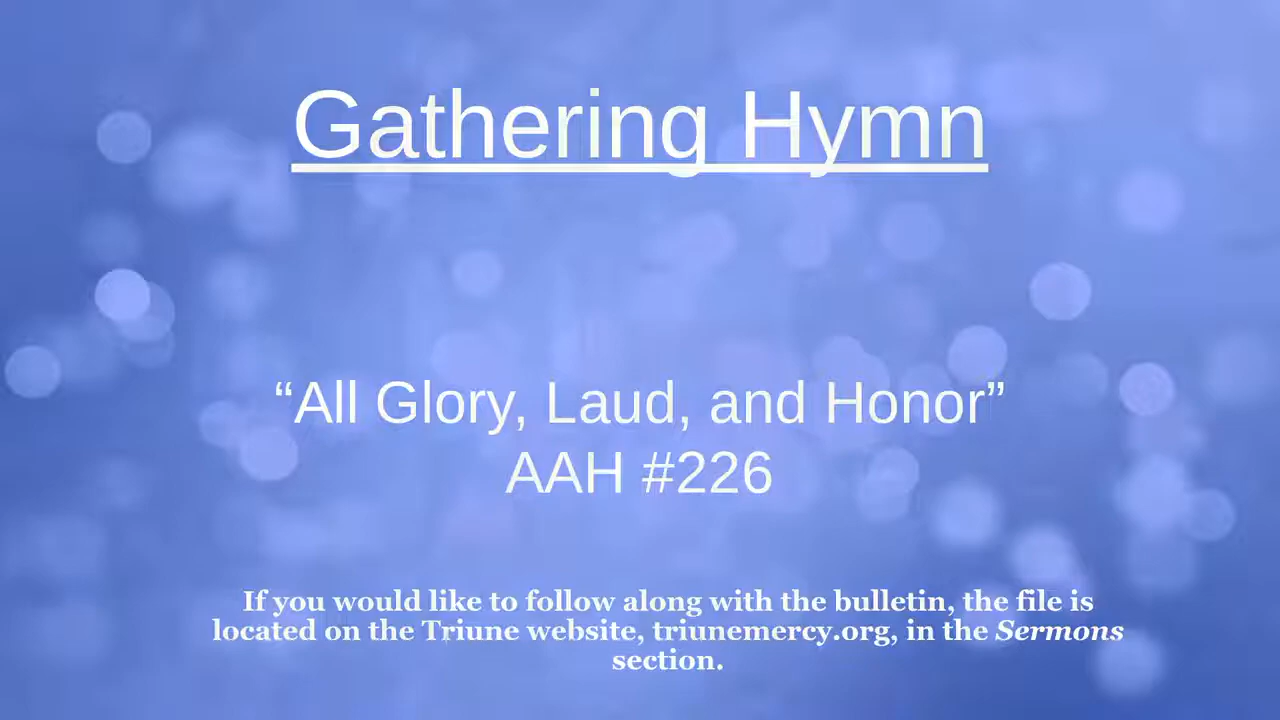 Gathering Hymn
“All Glory, Laud, and Honor”
AAH #226
If you would like to follow along with the bulletin, the file is
located on the Triune website, triunemercy.org, in the Sermons
section.